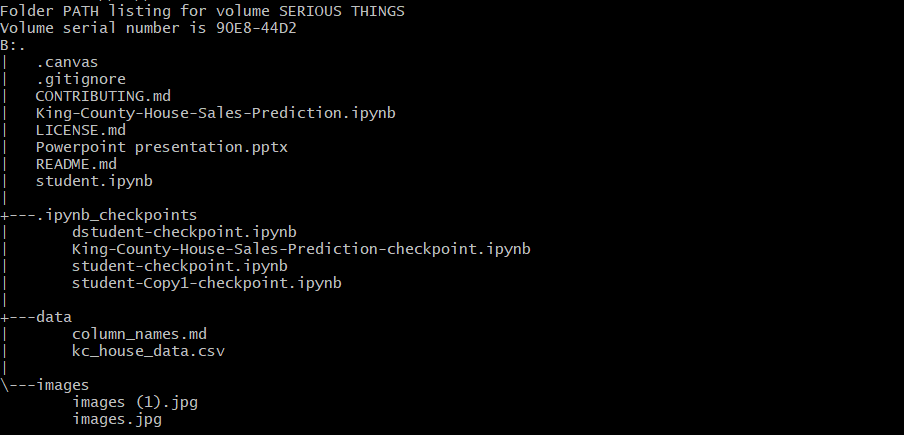 Folder PATH listing for volume SERIOUS THINGS
Volume serial number is 90E8-44D2
B:.
|   .canvas
|   .gitignore
|   CONTRIBUTING.md
|   King-County-House-Sales-Prediction.ipynb
|   LICENSE.md
|   Powerpoint presentation.pptx
|   README.md
|   student.ipynb
|
+---.ipynb_checkpoints
|       dstudent-checkpoint.ipynb
|       King-County-House-Sales-Prediction-checkpoint.ipynb
|       student-checkpoint.ipynb
|       student-Copy1-checkpoint.ipynb
|
+---data
|       column_names.md
|       kc_house_data.csv
|
\---images
        images (1).jpg
        images.jpg